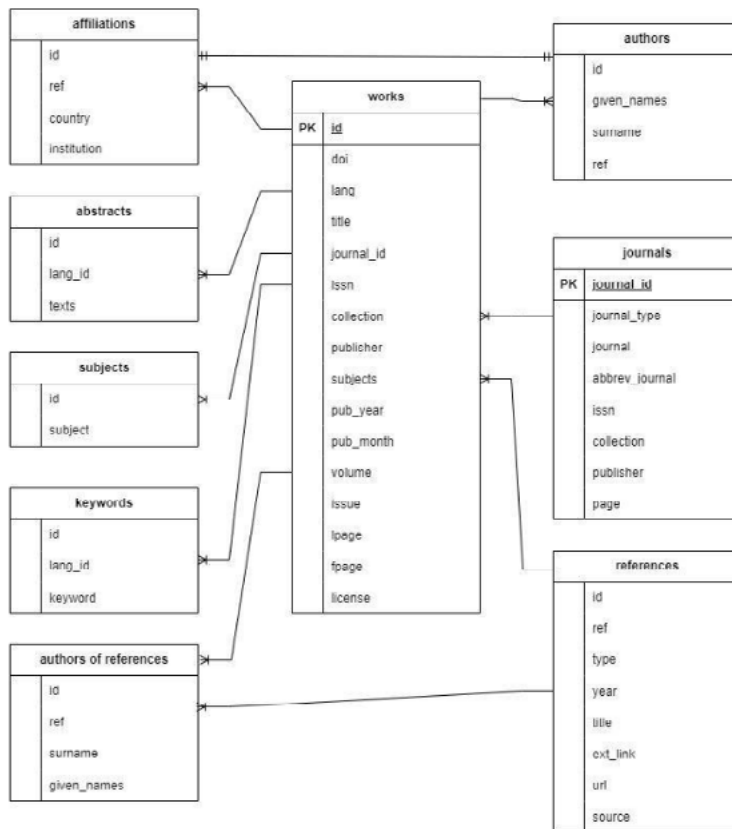 affiliations
id
ref
country
institution
abstracts
id
lang_id
texts
subjects
id
subject
keywords
id
lang_id
keyword
authors of references
id
ref
surname
given_names
works
PK id
doi
lang
title
journal_id
issn
collection
publisher
subjects
pub_year
pub_month
volume
issue
lpage
fpage
license
authors
id
given_names
surname
ref
journals
PK journal_id
journal_type
journal
abbrev_journal
issn
collection
publisher
page
references
id
ref
type
year
title
ext_link
url
source